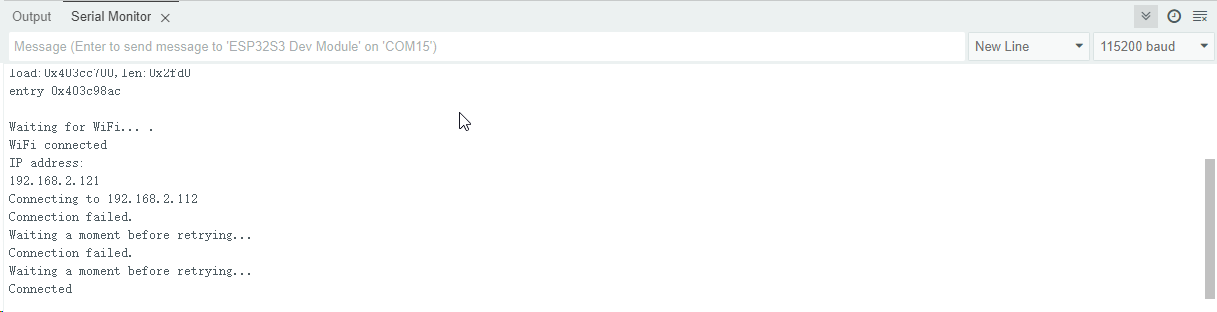 Output Serial Monitor
Message (Enter to send message to 'ESP32S3 Dev Module' on 'COM15') New Line 115200 baud
load:0x403cc700,len:0x2fd0
entry 0x403c98ac
Waiting for WiFi... .
WiFi connected
IP address:
192.168.2.121
Connecting to 192.168.2.112
Connection failed.
Waiting a moment before retrying...
Connection failed.
Waiting a moment before retrying...
Connected